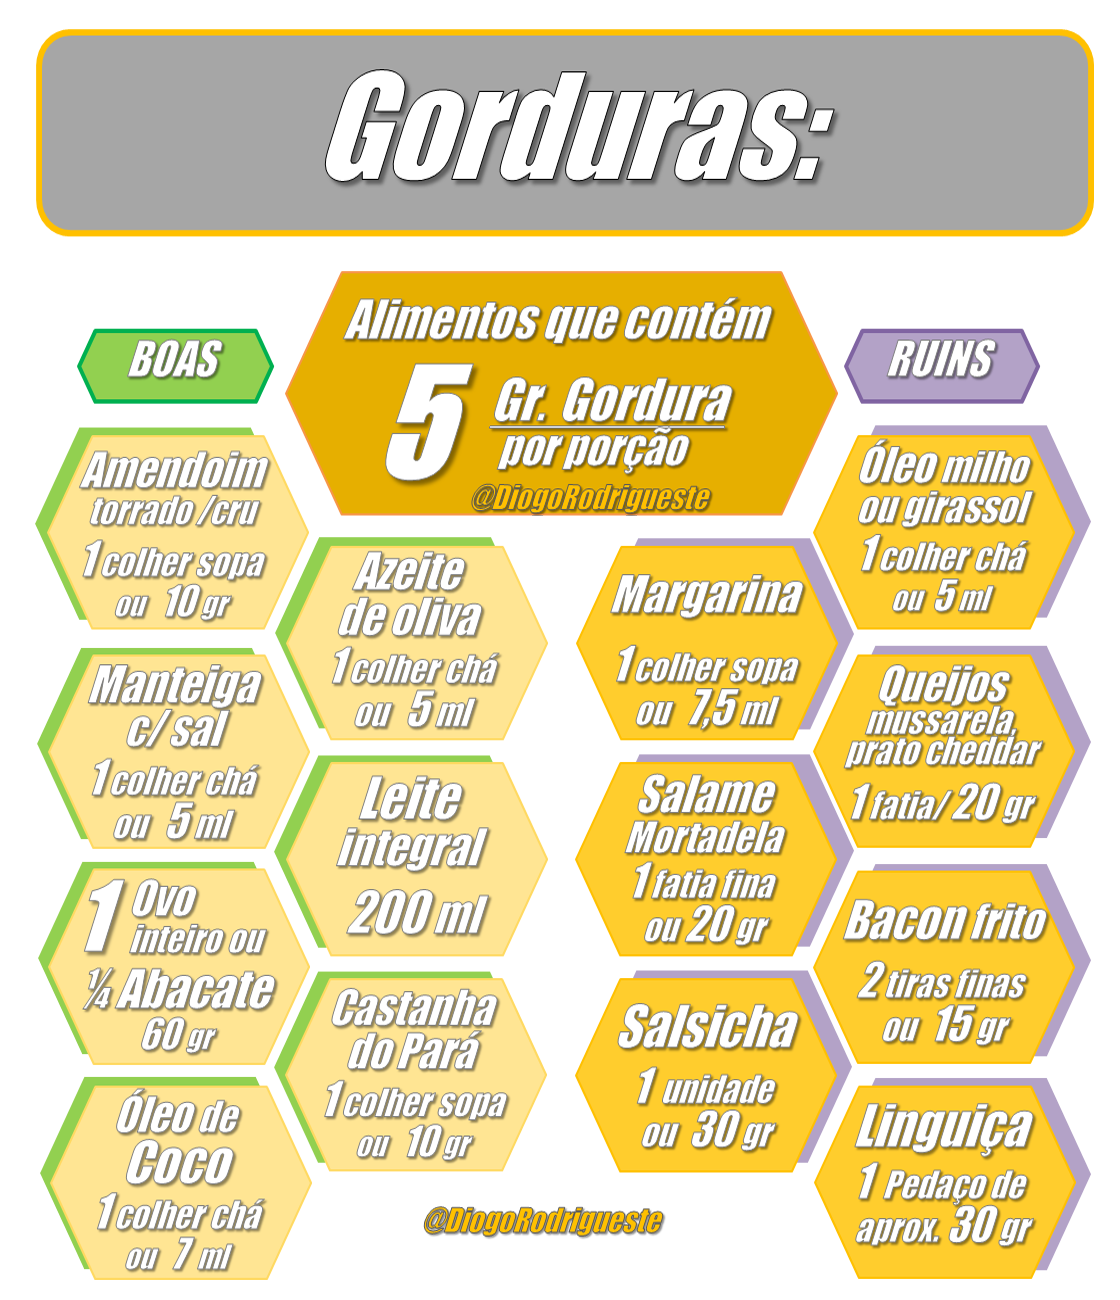 Gorduras:
Alimentos que contém
5 Gr. Gordura
por porção
@DiogoRodrigueste
BOAS
Amendoim
torrado /cru
1 colher sopa
ou 10 gr
Manteiga
c/ sal
1 colher chá
ou 5 ml
1 Ovo
inteiro ou
¼ Abacate
60 gr
Óleo de
Coco
1 colher chá
ou 7 ml
Azeite
de oliva
1 colher chá
ou 5 ml
Leite
integral
200 ml
Castanha
do Pará
1 colher sopa
ou 10 gr
RUINS
Margarina
1 colher sopa
ou 7,5 ml
Salame
Mortadela
1 fatia fina
ou 20 gr
Salsicha
1 unidade
ou 30 gr
Óleo milho
ou girassol
1 colher chá
ou 5 ml
Queijos
mussarela,
prato cheddar
1 fatia/ 20 gr
Bacon frito
2 tiras finas
ou 15 gr
Linguiça
1 Pedaço de
aprox. 30 gr
@DiogoRodrigueste